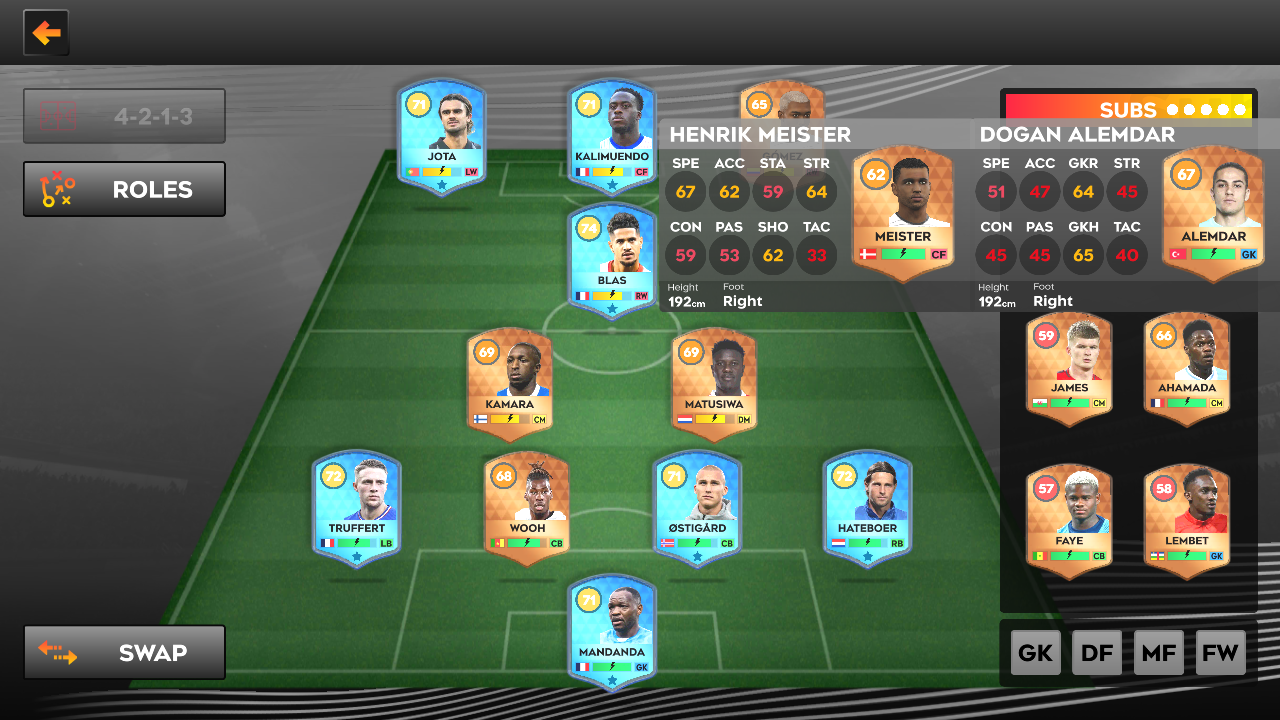 4-2-1-3
ROLES
71
JOTA
LW
71
KALIMUENDO
CF
65
GOMEZ
SUBS
HENRIK MEISTER
SPE ACC STA STR
67 62 59 64
CON PAS SHO TAC
59 53 62 33
Height Foot
192cm Right
62
MEISTER
CF
DOGAN ALEMDAR
SPE ACC GKR STR
51 47 64 45
CON PAS GKH TAC
45 45 65 40
Height Foot
192cm Right
67
ALEMDAR
GK
74
BLAS
RW
69
KAMARA
CM
69
MATUSIWA
DM
59
JAMES
CM
66
AHAMADA
CM
72
TRUFFERT
LB
68
WOOH
CB
71
ØSTIGÅRD
CB
72
HATEBOER
RB
57
FAYE
CB
58
LEMBET
GK
71
MANDANDA
GK
SWAP
GK DF MF FW